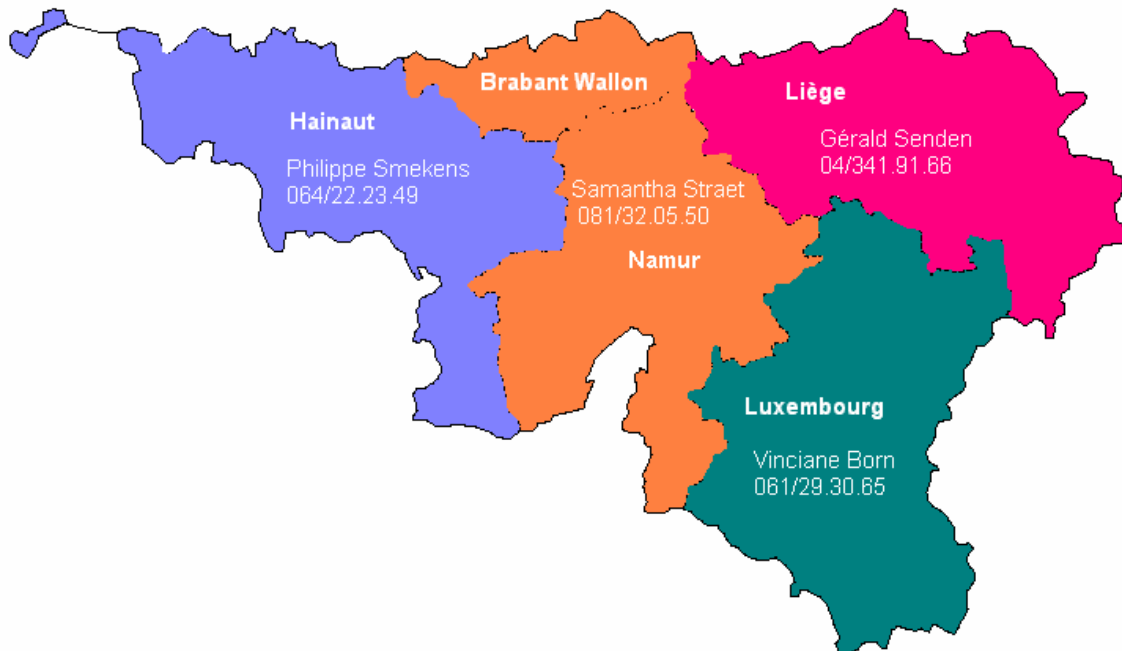 Brabant Wallon
Liège
Hainaut
Gérald Senden
04/341.91.66
Philippe Smekens
064/22.23.49
Samantha Straet
081/32.05.50
Namur
Luxembourg
Vinciane Born
061/29.30.65